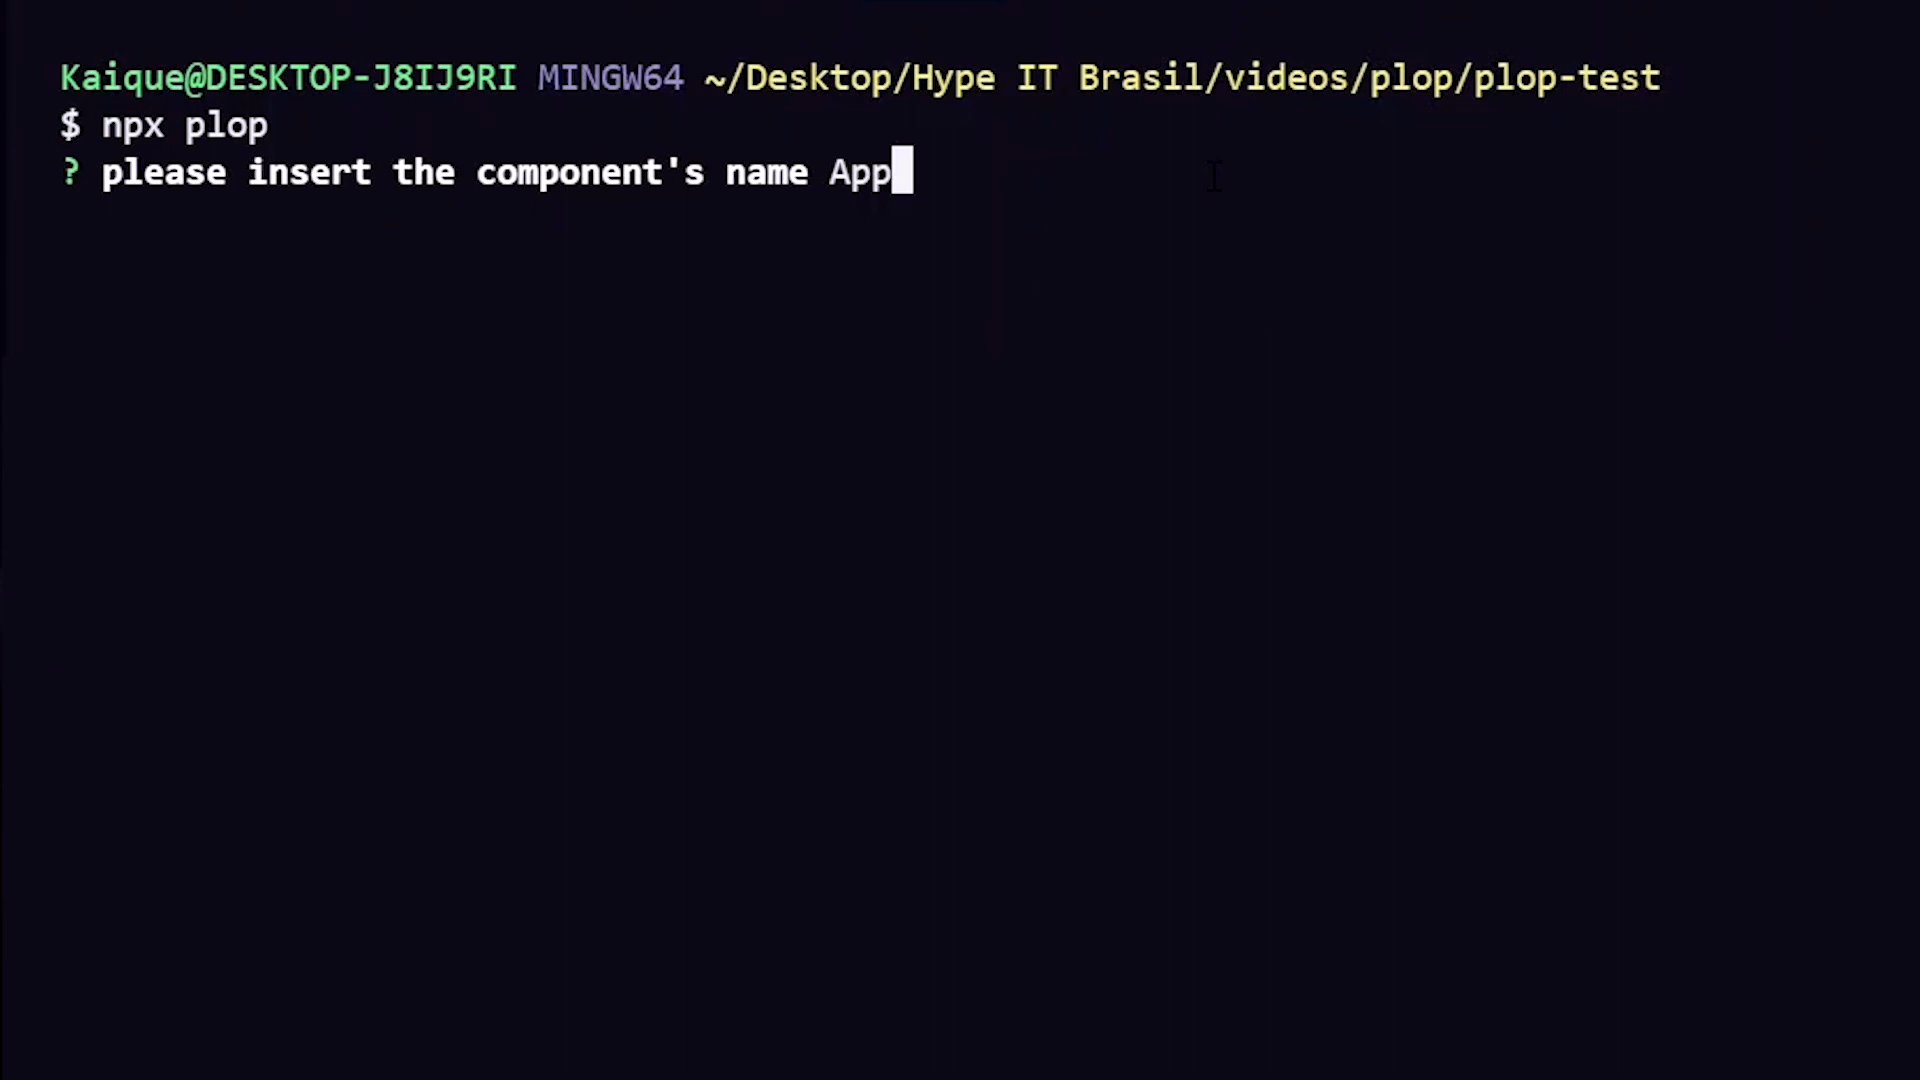 Kaique@DESKTOP-J8IJ9RI MINGW64 ~/Desktop/Hype IT Brasil/videos/plop/plop-test
$ npx plop
? please insert the component's name App